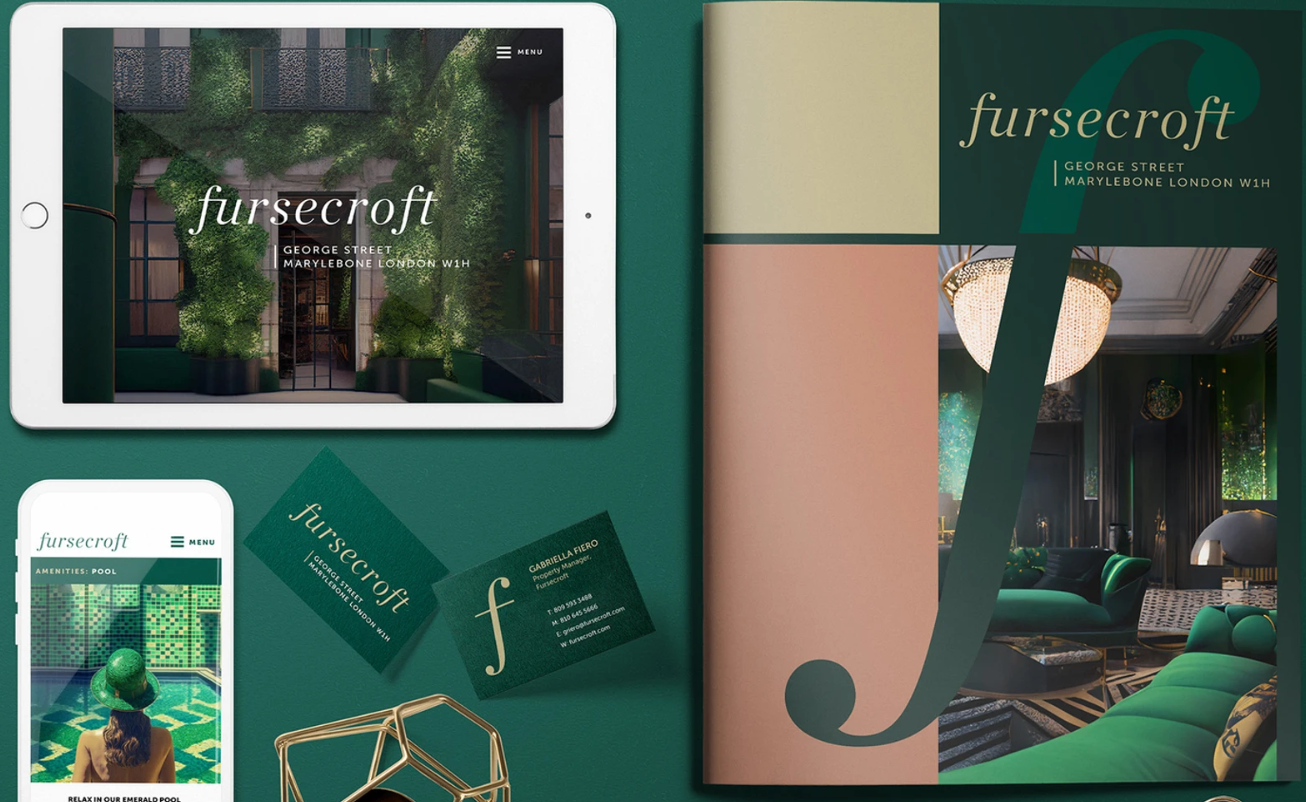 MENU
fursecroft
GEORGE STREET
MARYLEBONE LONDON W1H
fursecroft
GEORGE STREET
MARYLEBONE LONDON W1H
f
fursecroft
MENU
AMENITIES: POOL
RELAX IN OUR EMERALD POOL
fursecroft
GEORGE STREET
MARYLEBONE LONDON W1H
f
GABRIELLA FIERO
Property Manager,
Fursecroft
T: 809 593 3488
M: 810 645 5666
E: gfiero@fursecroft.com
W: fursecroft.com